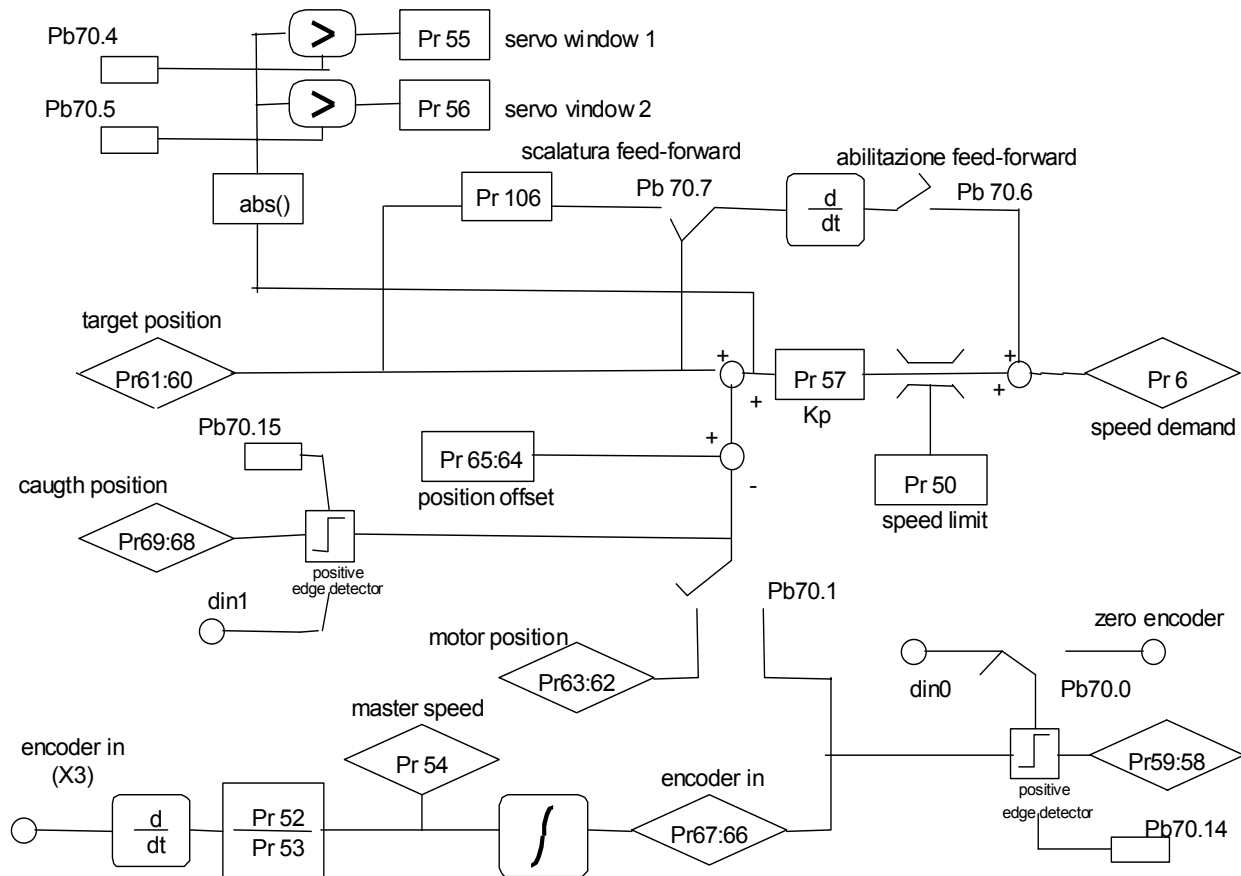 Pb70.4
>
Pr 55
servo window 1
Pb70.5
>
Pr 56
servo vindow 2
scalatura feed-forward
abilitazione feed-forward
abs()
Pr 106
Pb 70.7
d
dt
Pb 70.6
target position
Pr61:60
+
+
Pr 57
Kp
+
+
Pr 6
speed demand
Pb70.15
+
-
Pr 65:64
position offset
Pr 50
speed limit
caugth position
Pr69:68
positive
edge detector
din1
Pb70.1
motor position
Pr63:62
zero encoder
din0
Pb70.0
master speed
Pr 54
encoder in
(X3)
d
dt
Pr 52
Pr 53
∫
encoder in
Pr67:66
Pr59:58
positive
edge detector
Pb70.14